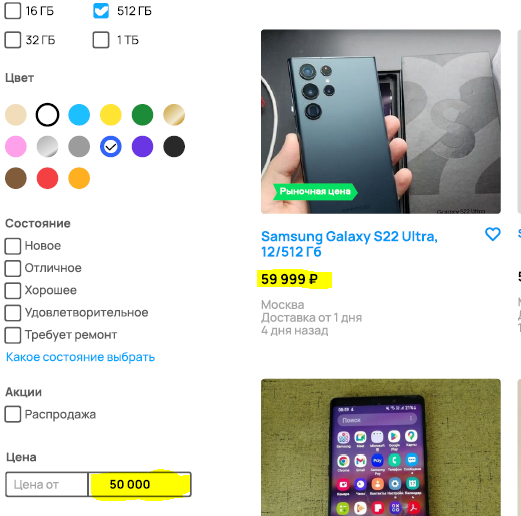 16 ГБ
512 ГБ
32 ГБ
1 ТБ
Цвет
Состояние
Новое
Отличное
Хорошее
Удовлетворительное
Требует ремонт
Какое состояние выбрать
Акции
Распродажа
Цена
Цена от
50 000
Рыночная цена
Samsung Galaxy S22 Ultra,
12/512 Гб
59 999 ₽
Москва
Доставка от 1 дня
4 дня назад
Поиск